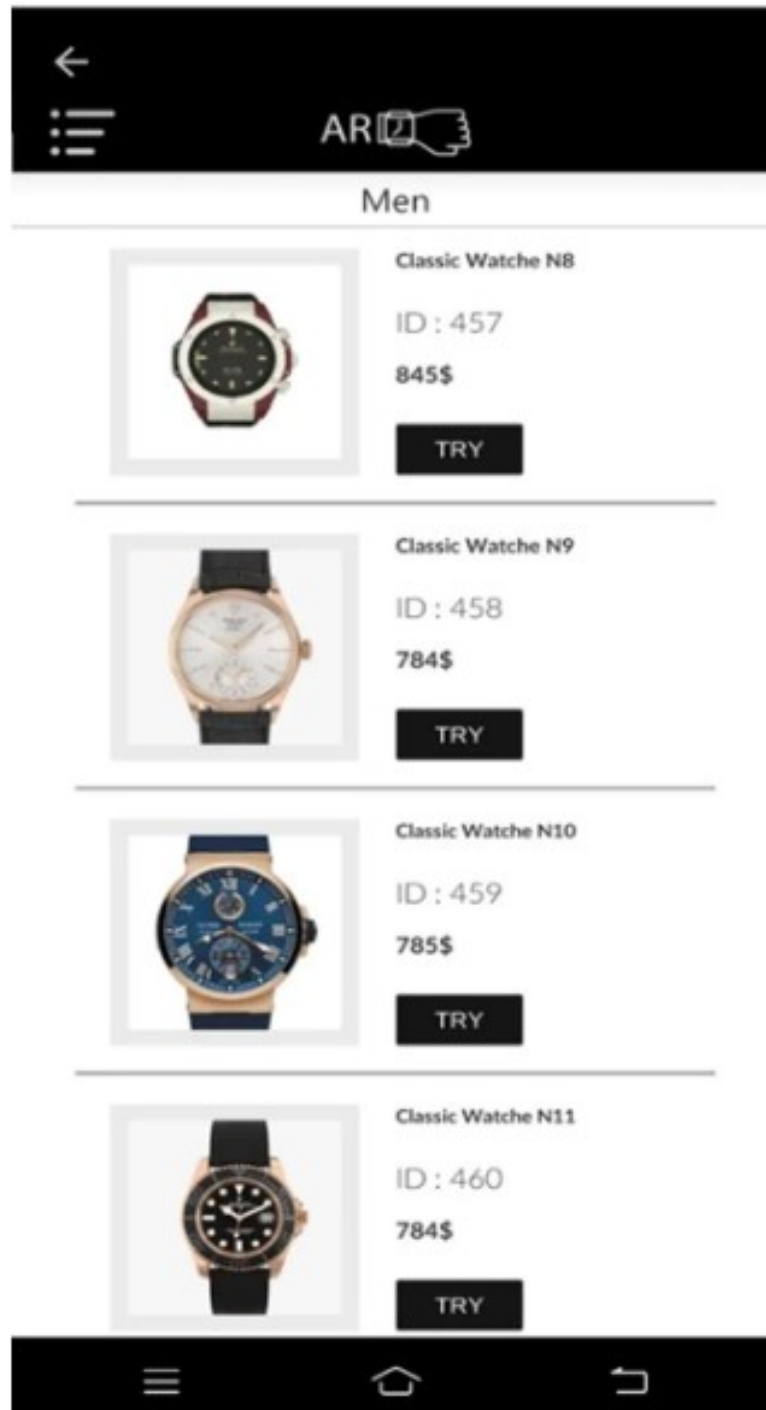 AR
Men
Classic Watche N8
ID : 457
845$
TRY
Classic Watche N9
ID : 458
784$
TRY
Classic Watche N10
ID : 459
785$
TRY
Classic Watche N11
ID : 460
784$
TRY